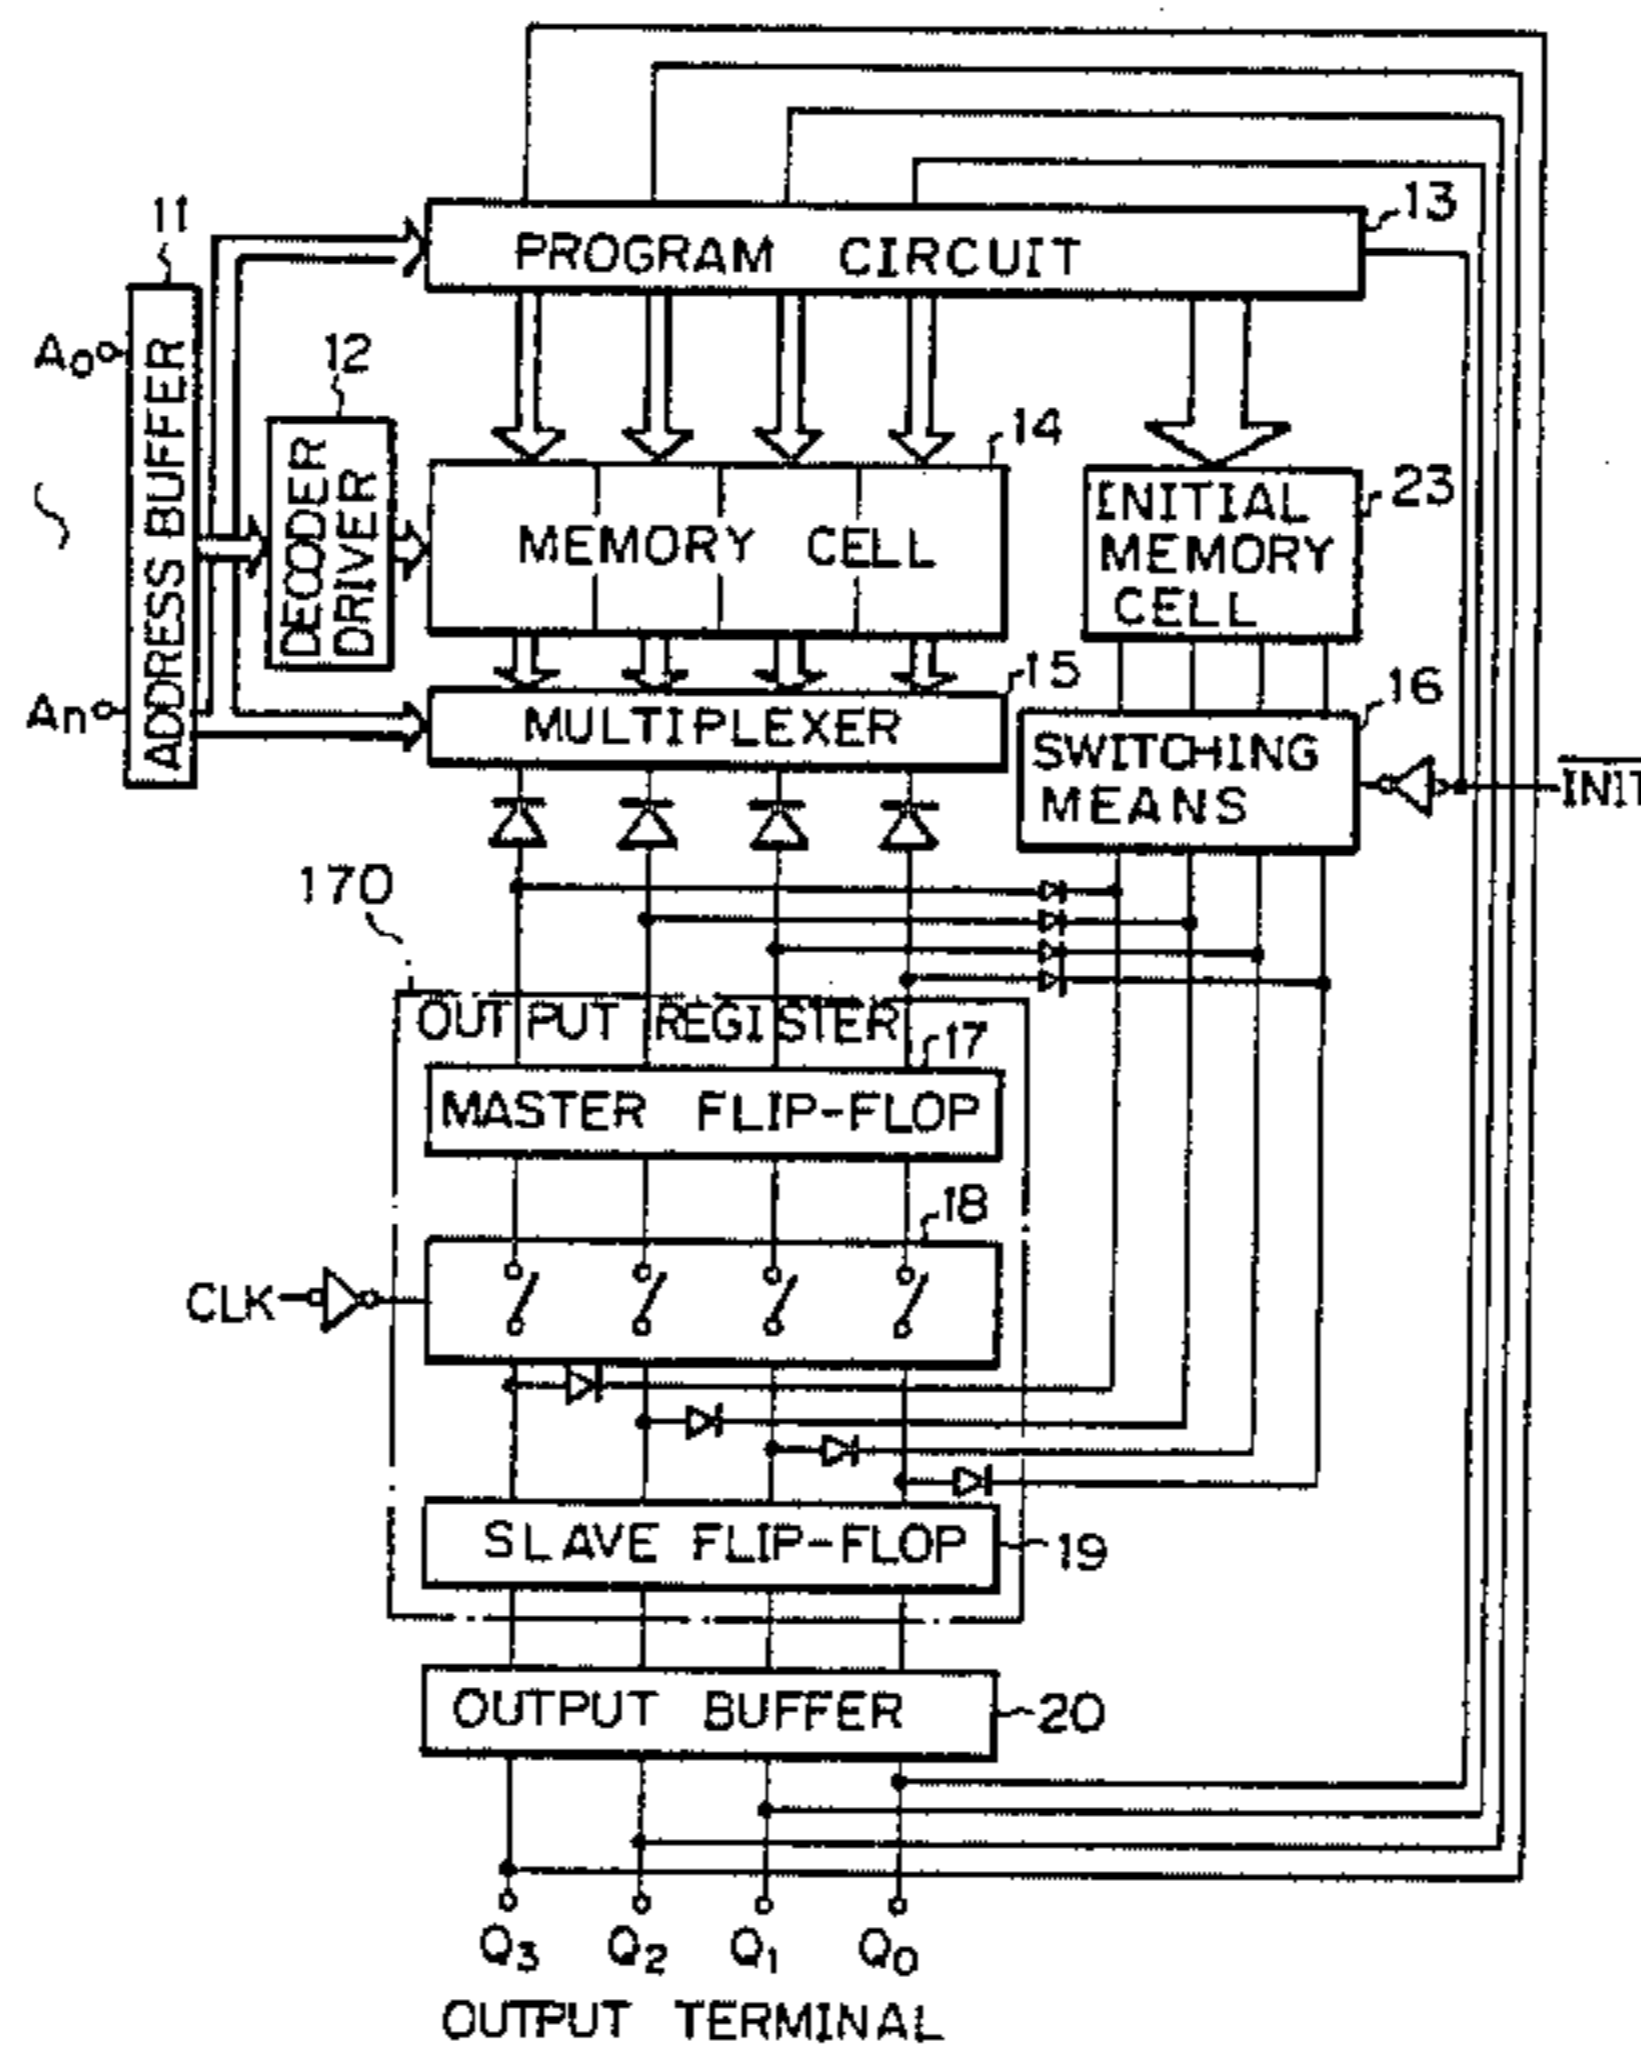 13
PROGRAM CIRCUIT
11
A0
ADDRESS BUFFER
An
12
DECODER
DRIVER
14
MEMORY CELL
INITIAL
MEMORY
CELL
23
15
MULTIPLEXER
16
SWITCHING
MEANS
INIT
170
OUTPUT REGISTER
17
MASTER FLIP-FLOP
18
CLK
SLAVE FLIP-FLOP
19
OUTPUT BUFFER
20
Q3 Q2 Q1 Q0
OUTPUT TERMINAL